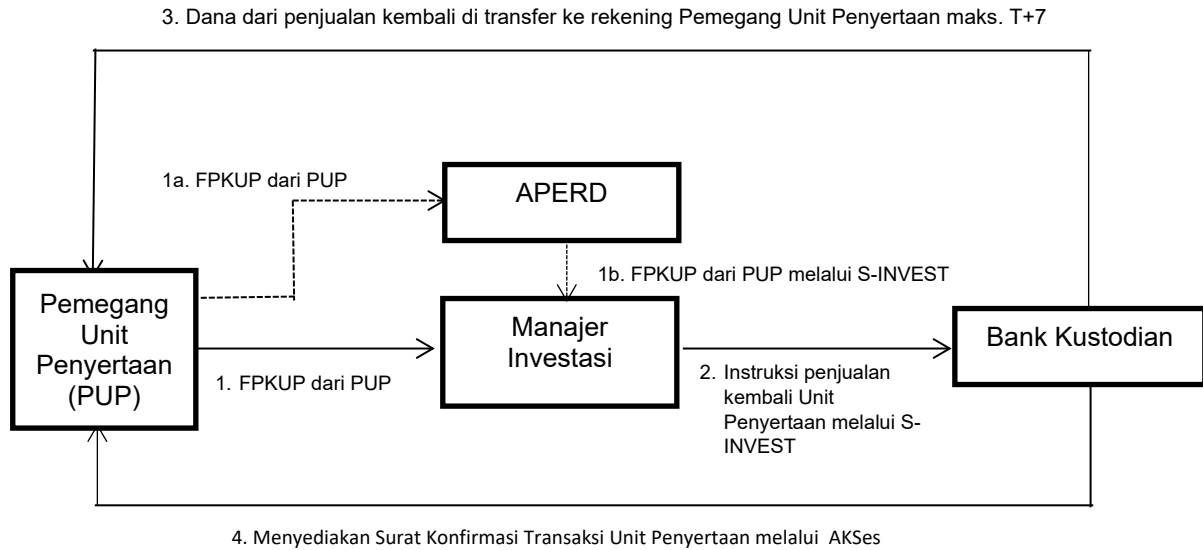 3. Dana dari penjualan kembali di transfer ke rekening Pemegang Unit Penyertaan maks. T+7
1a. FPKUP dari PUP
APERD
1b. FPKUP dari PUP melalui S-INVEST
Pemegang
Unit
Penyertaan
(PUP)
1. FPKUP dari PUP
Manajer
Investasi
2. Instruksi penjualan
kembali Unit
Penyertaan melalui S-
INVEST
Bank Kustodian
4. Menyediakan Surat Konfirmasi Transaksi Unit Penyertaan melalui AKSes